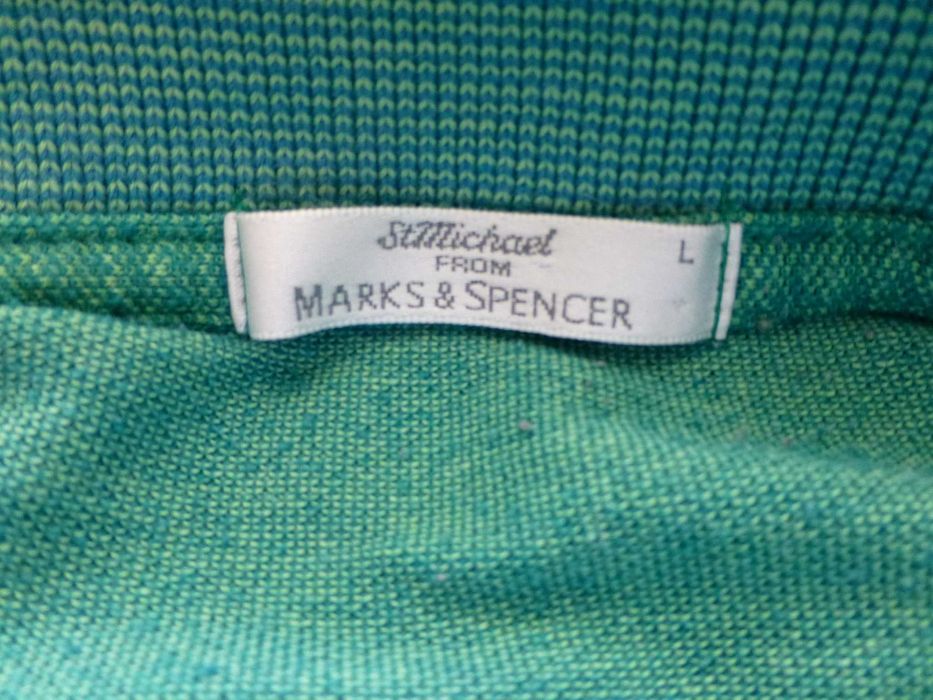 StMichael
FROM
MARKS & SPENCER
L